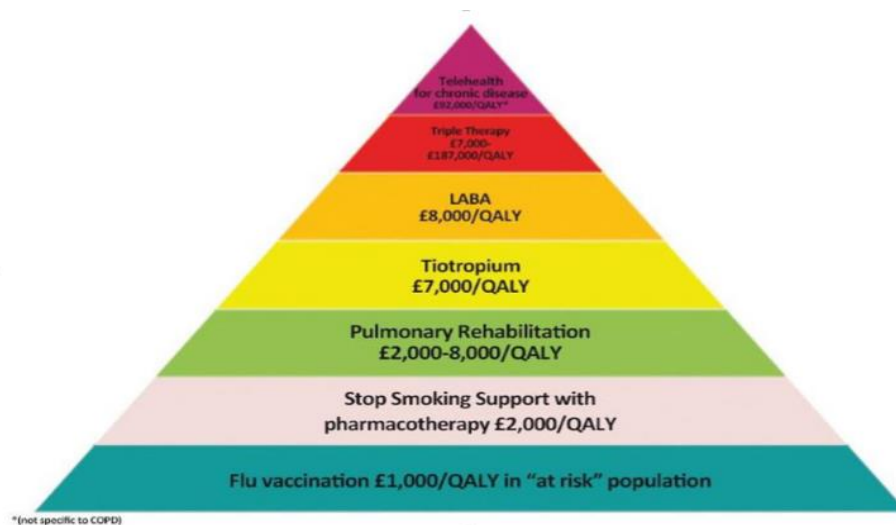 Telehealth
for chronic disease
£92,000/QALY*
Triple Therapy
£7,000-
£187,000/QALY
LABA
£8,000/QALY
Tiotropium
£7,000/QALY
Pulmonary Rehabilitation
£2,000-8,000/QALY
Stop Smoking Support with
pharmacotherapy £2,000/QALY
Flu vaccination £1,000/QALY in “at risk” population
*(not specific to COPD)